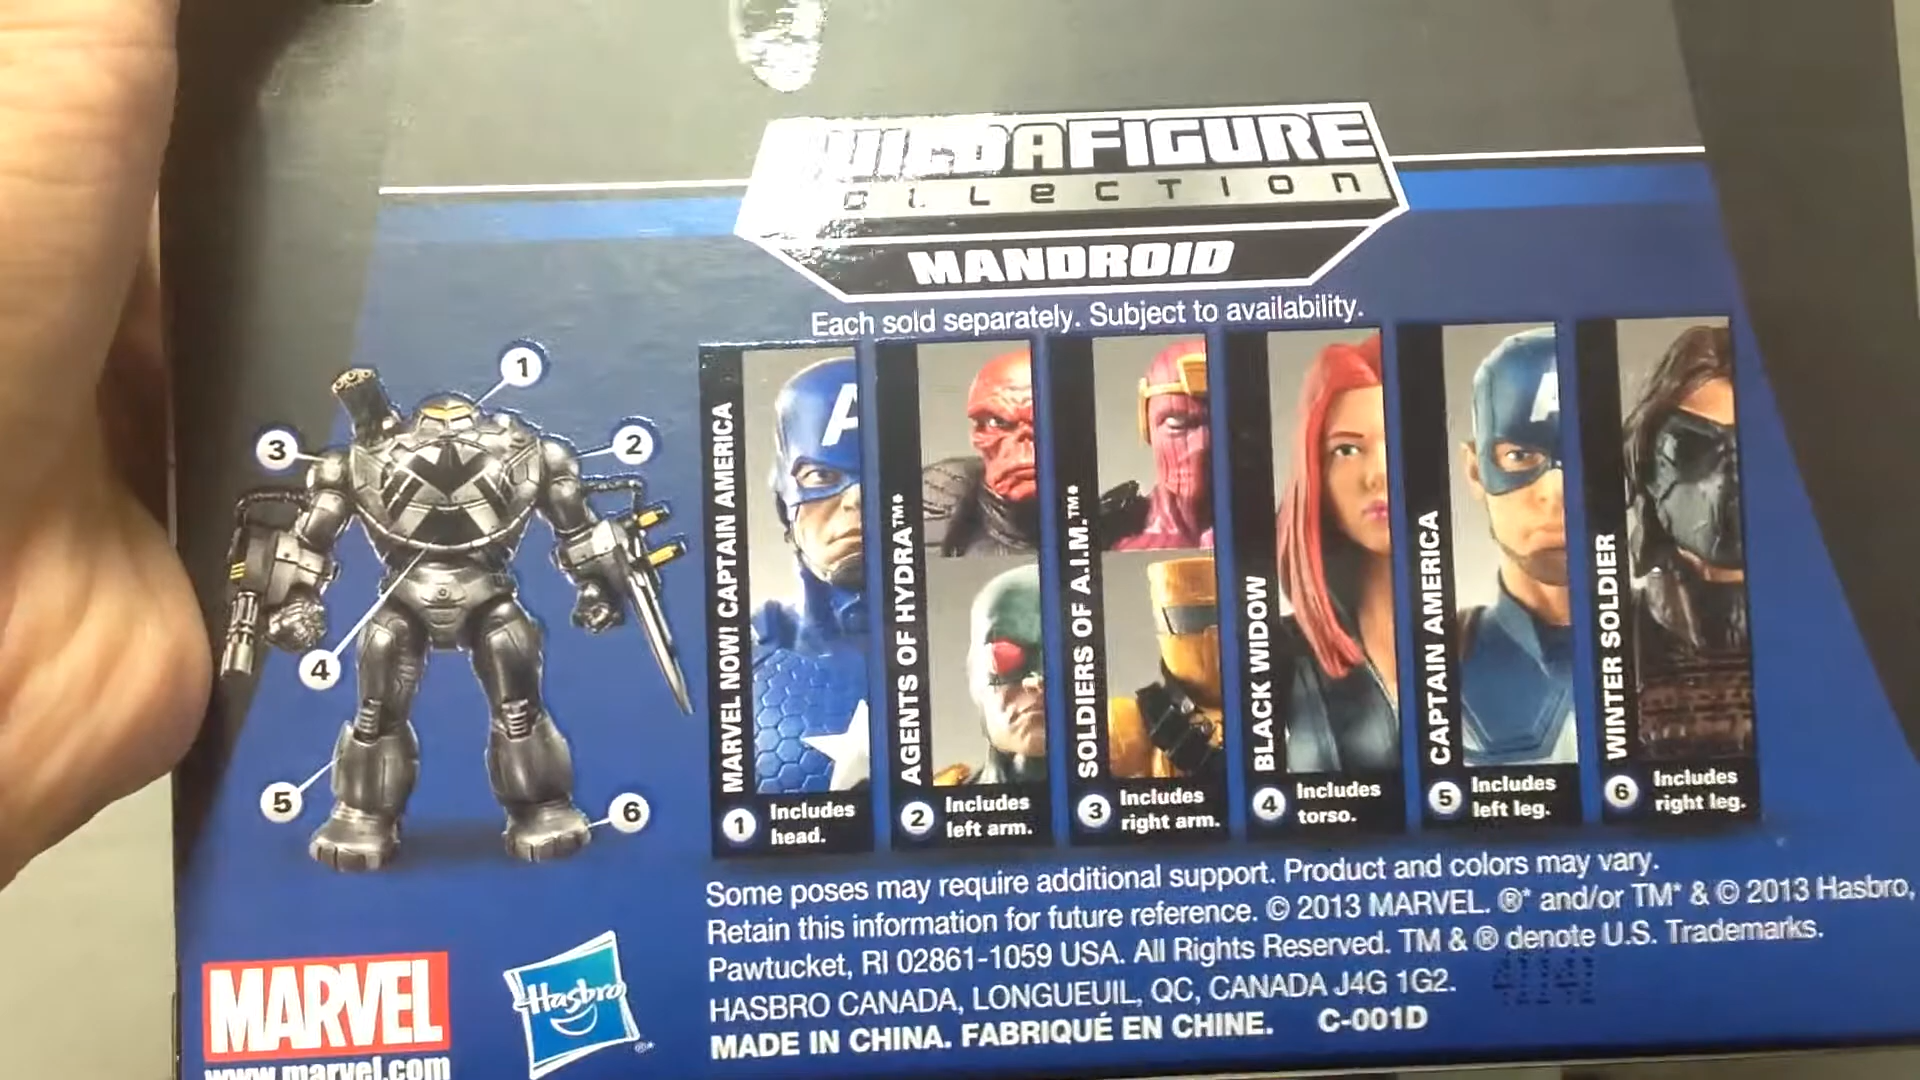 BUILDAFIGURE
COLLECTION
MANDROID
Each sold separately. Subject to availability.
1
2
3
4
5
6
MARVEL NOW! CAPTAIN AMERICA
A
1 Includes
head.
AGENTS OF HYDRA™*
2 Includes
left arm.
SOLDIERS OF A.I.M.™*
3 Includes
right arm.
BLACK WIDOW
4 Includes
torso.
CAPTAIN AMERICA
A
5 Includes
left leg.
WINTER SOLDIER
6 Includes
right leg.
Some poses may require additional support. Product and colors may vary.
Retain this information for future reference. © 2013 MARVEL. ®* and/or TM* & © 2013 Hasbro,
Pawtucket, RI 02861-1059 USA. All Rights Reserved. TM & ® denote U.S. Trademarks.
HASBRO CANADA, LONGUEUIL, QC, CANADA J4G 1G2.
MADE IN CHINA. FABRIQUÉ EN CHINE. C-001D
MARVEL
www.marvel.com
Hasbro